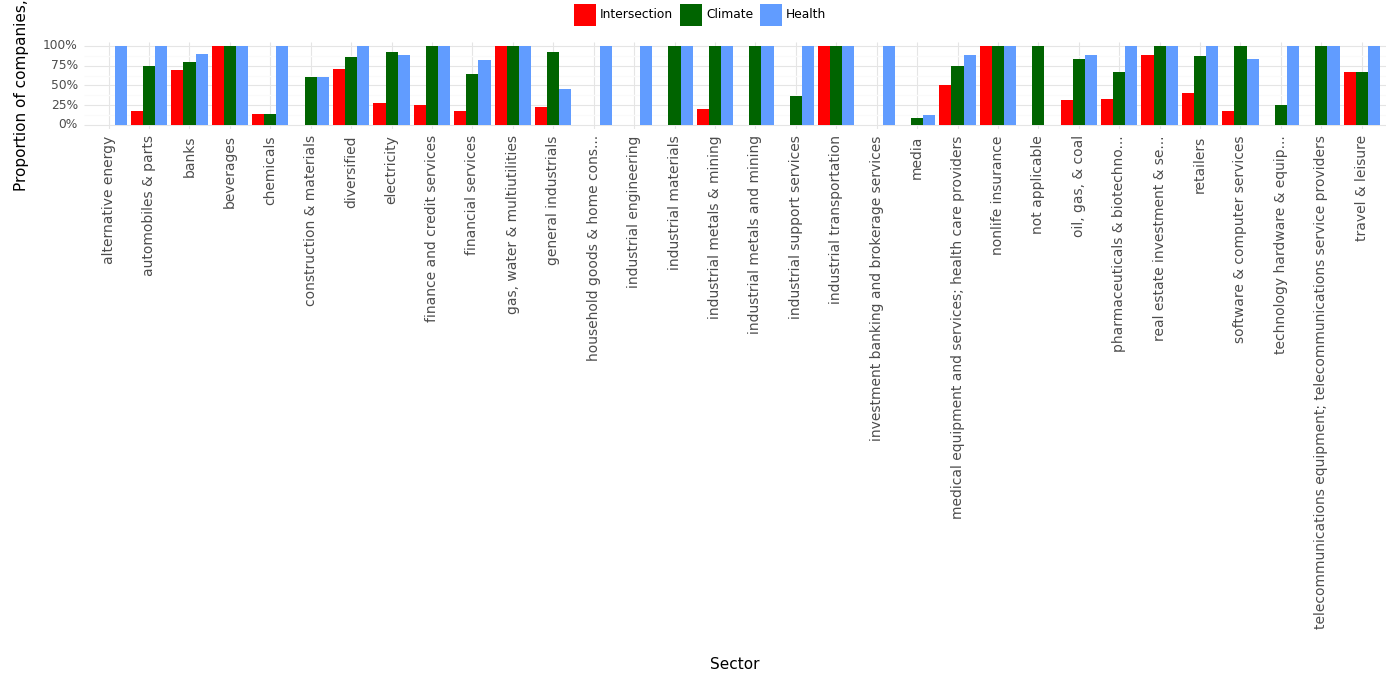 Intersection Climate Health
Proportion of companies,
100%
75%
50%
25%
0%
alternative energy
automobiles & parts
banks
beverages
chemicals
construction & materials
diversified
electricity
finance and credit services
financial services
gas, water & multiutilities
general industrials
household goods & home cons...
industrial engineering
industrial materials
industrial metals & mining
industrial metals and mining
industrial support services
industrial transportation
investment banking and brokerage services
media
medical equipment and services; health care providers
nonlife insurance
not applicable
oil, gas, & coal
pharmaceuticals & biotechno...
real estate investment & se...
retailers
software & computer services
technology hardware & equip...
telecommunications equipment; telecommunications service providers
travel & leisure
Sector